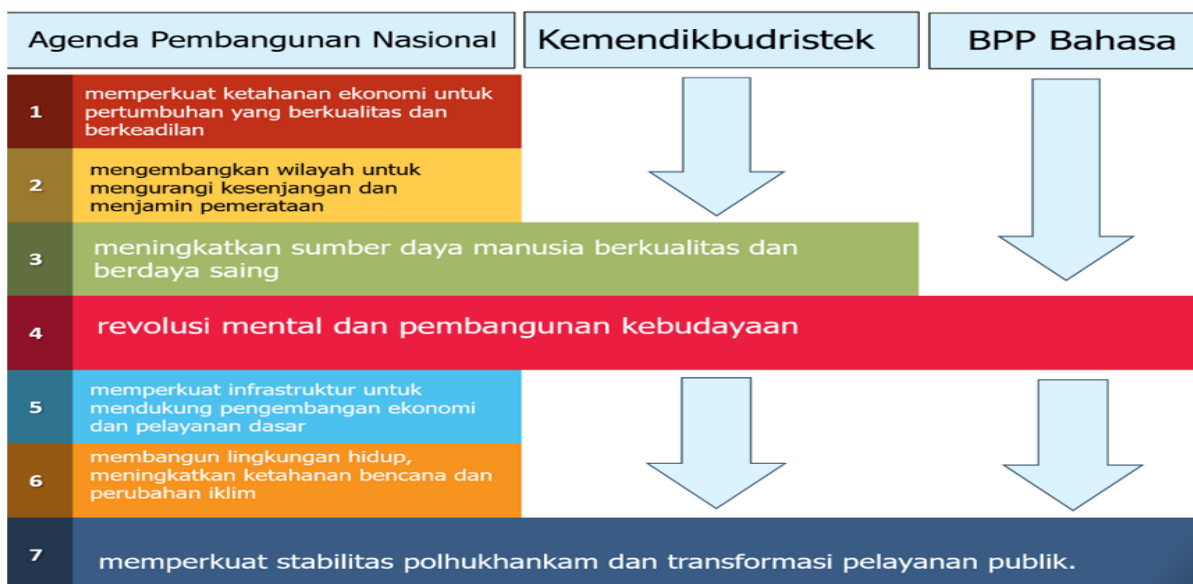 Agenda Pembangunan Nasional
Kemendikbudristek
BPP Bahasa
1
memperkuat ketahanan ekonomi untuk
pertumbuhan yang berkualitas dan
berkeadilan
2
mengembangkan wilayah untuk
mengurangi kesenjangan dan
menjamin pemerataan
3
meningkatkan sumber daya manusia berkualitas dan
berdaya saing
4
revolusi mental dan pembangunan kebudayaan
5
memperkuat infrastruktur untuk
mendukung pengembangan ekonomi
dan pelayanan dasar
6
membangun lingkungan hidup,
meningkatkan ketahanan bencana dan
perubahan iklim
7
memperkuat stabilitas polhukhankam dan transformasi pelayanan publik.